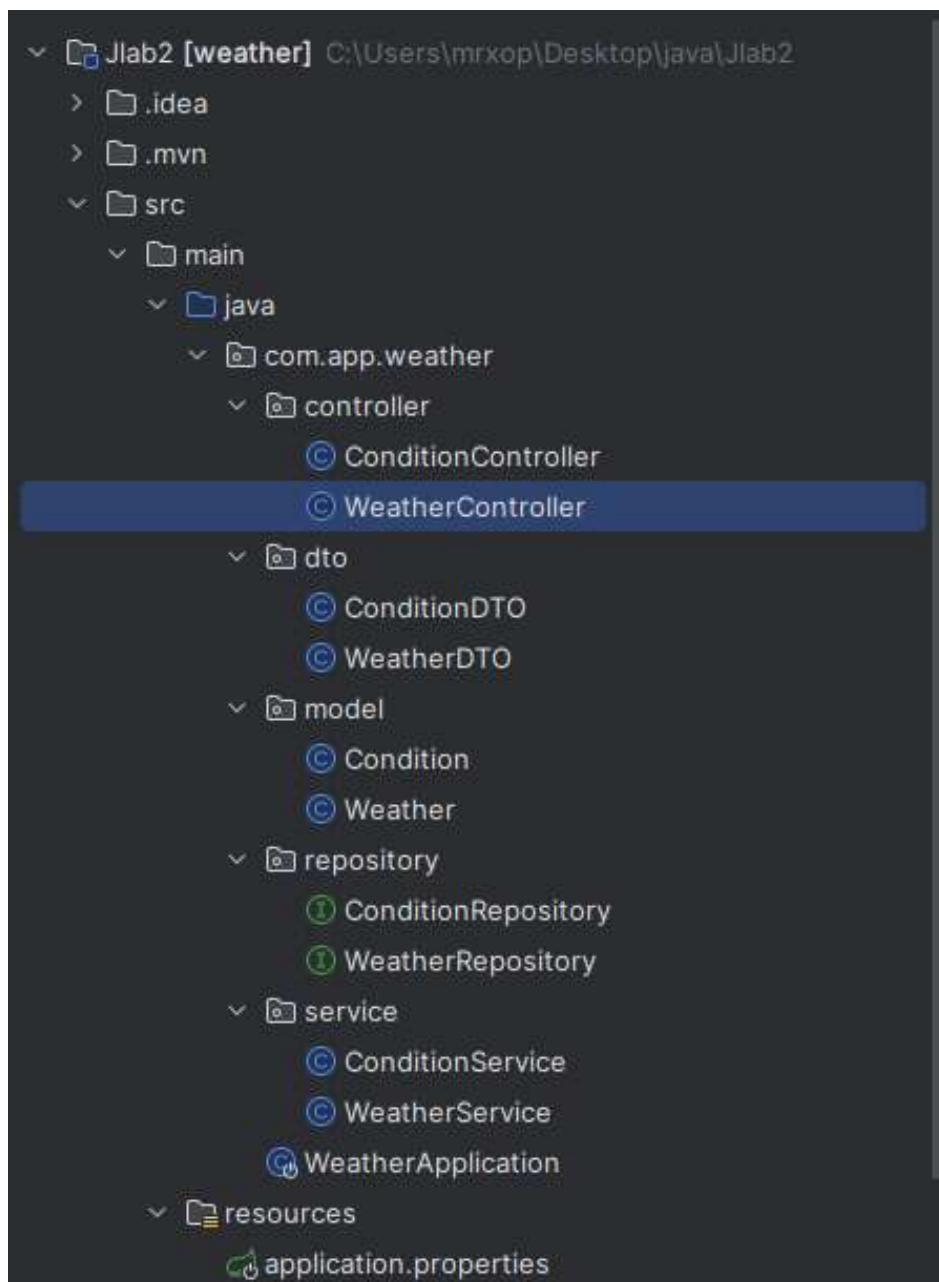 Jlab2 [weather] C:\Users\mrxop\Desktop\java\Jlab2
.idea
.mvn
src
main
java
com.app.weather
controller
ConditionController
WeatherController
dto
ConditionDTO
WeatherDTO
model
Condition
Weather
repository
ConditionRepository
WeatherRepository
service
ConditionService
WeatherService
WeatherApplication
resources
application.properties